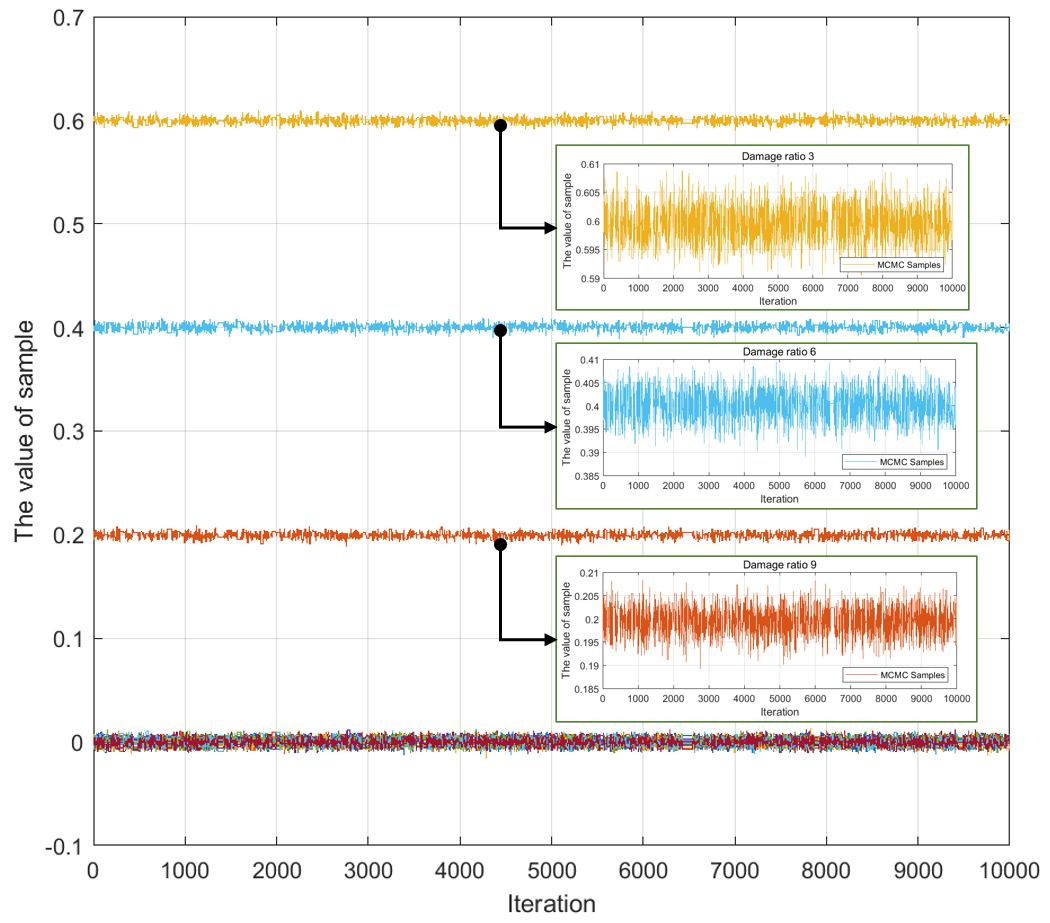 0.7
0.6
0.5
0.4
0.3
0.2
0.1
0
-0.1
The value of sample
0 1000 2000 3000 4000 5000 6000 7000 8000 9000 10000
Iteration
Damage ratio 3
0.61
0.605
0.6
0.595
0.59
The value of sample
MCMC Samples
0 1000 2000 3000 4000 5000 6000 7000 8000 9000 10000
Iteration
Damage ratio 6
0.41
0.405
0.4
0.395
0.39
0.385
The value of sample
MCMC Samples
0 1000 2000 3000 4000 5000 6000 7000 8000 9000 10000
Iteration
Damage ratio 9
0.21
0.205
0.2
0.195
0.19
0.185
The value of sample
MCMC Samples
0 1000 2000 3000 4000 5000 6000 7000 8000 9000 10000
Iteration